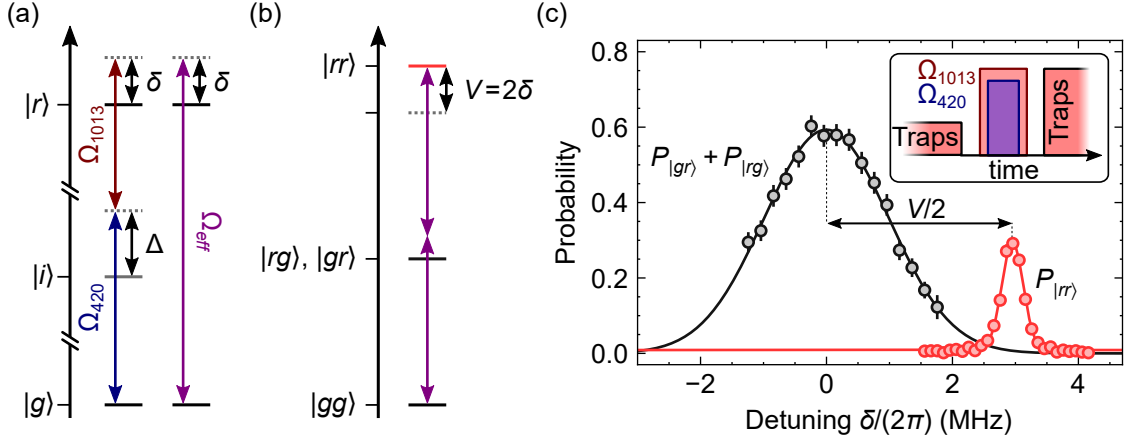 (a)
|r⟩
|i⟩
|g⟩
Ω1013
Ω420
Δ
δ
δ
Ωeff
(b)
|rr⟩
|rg⟩, |gr⟩
|gg⟩
V=2δ
(c)
Probability
0.8
0.6
0.4
0.2
0.0
P|gr⟩ + P|rg⟩
V/2
P|rr⟩
Ω1013
Ω420
Traps
Traps
time
−2 0 2 4
Detuning δ/(2π) (MHz)